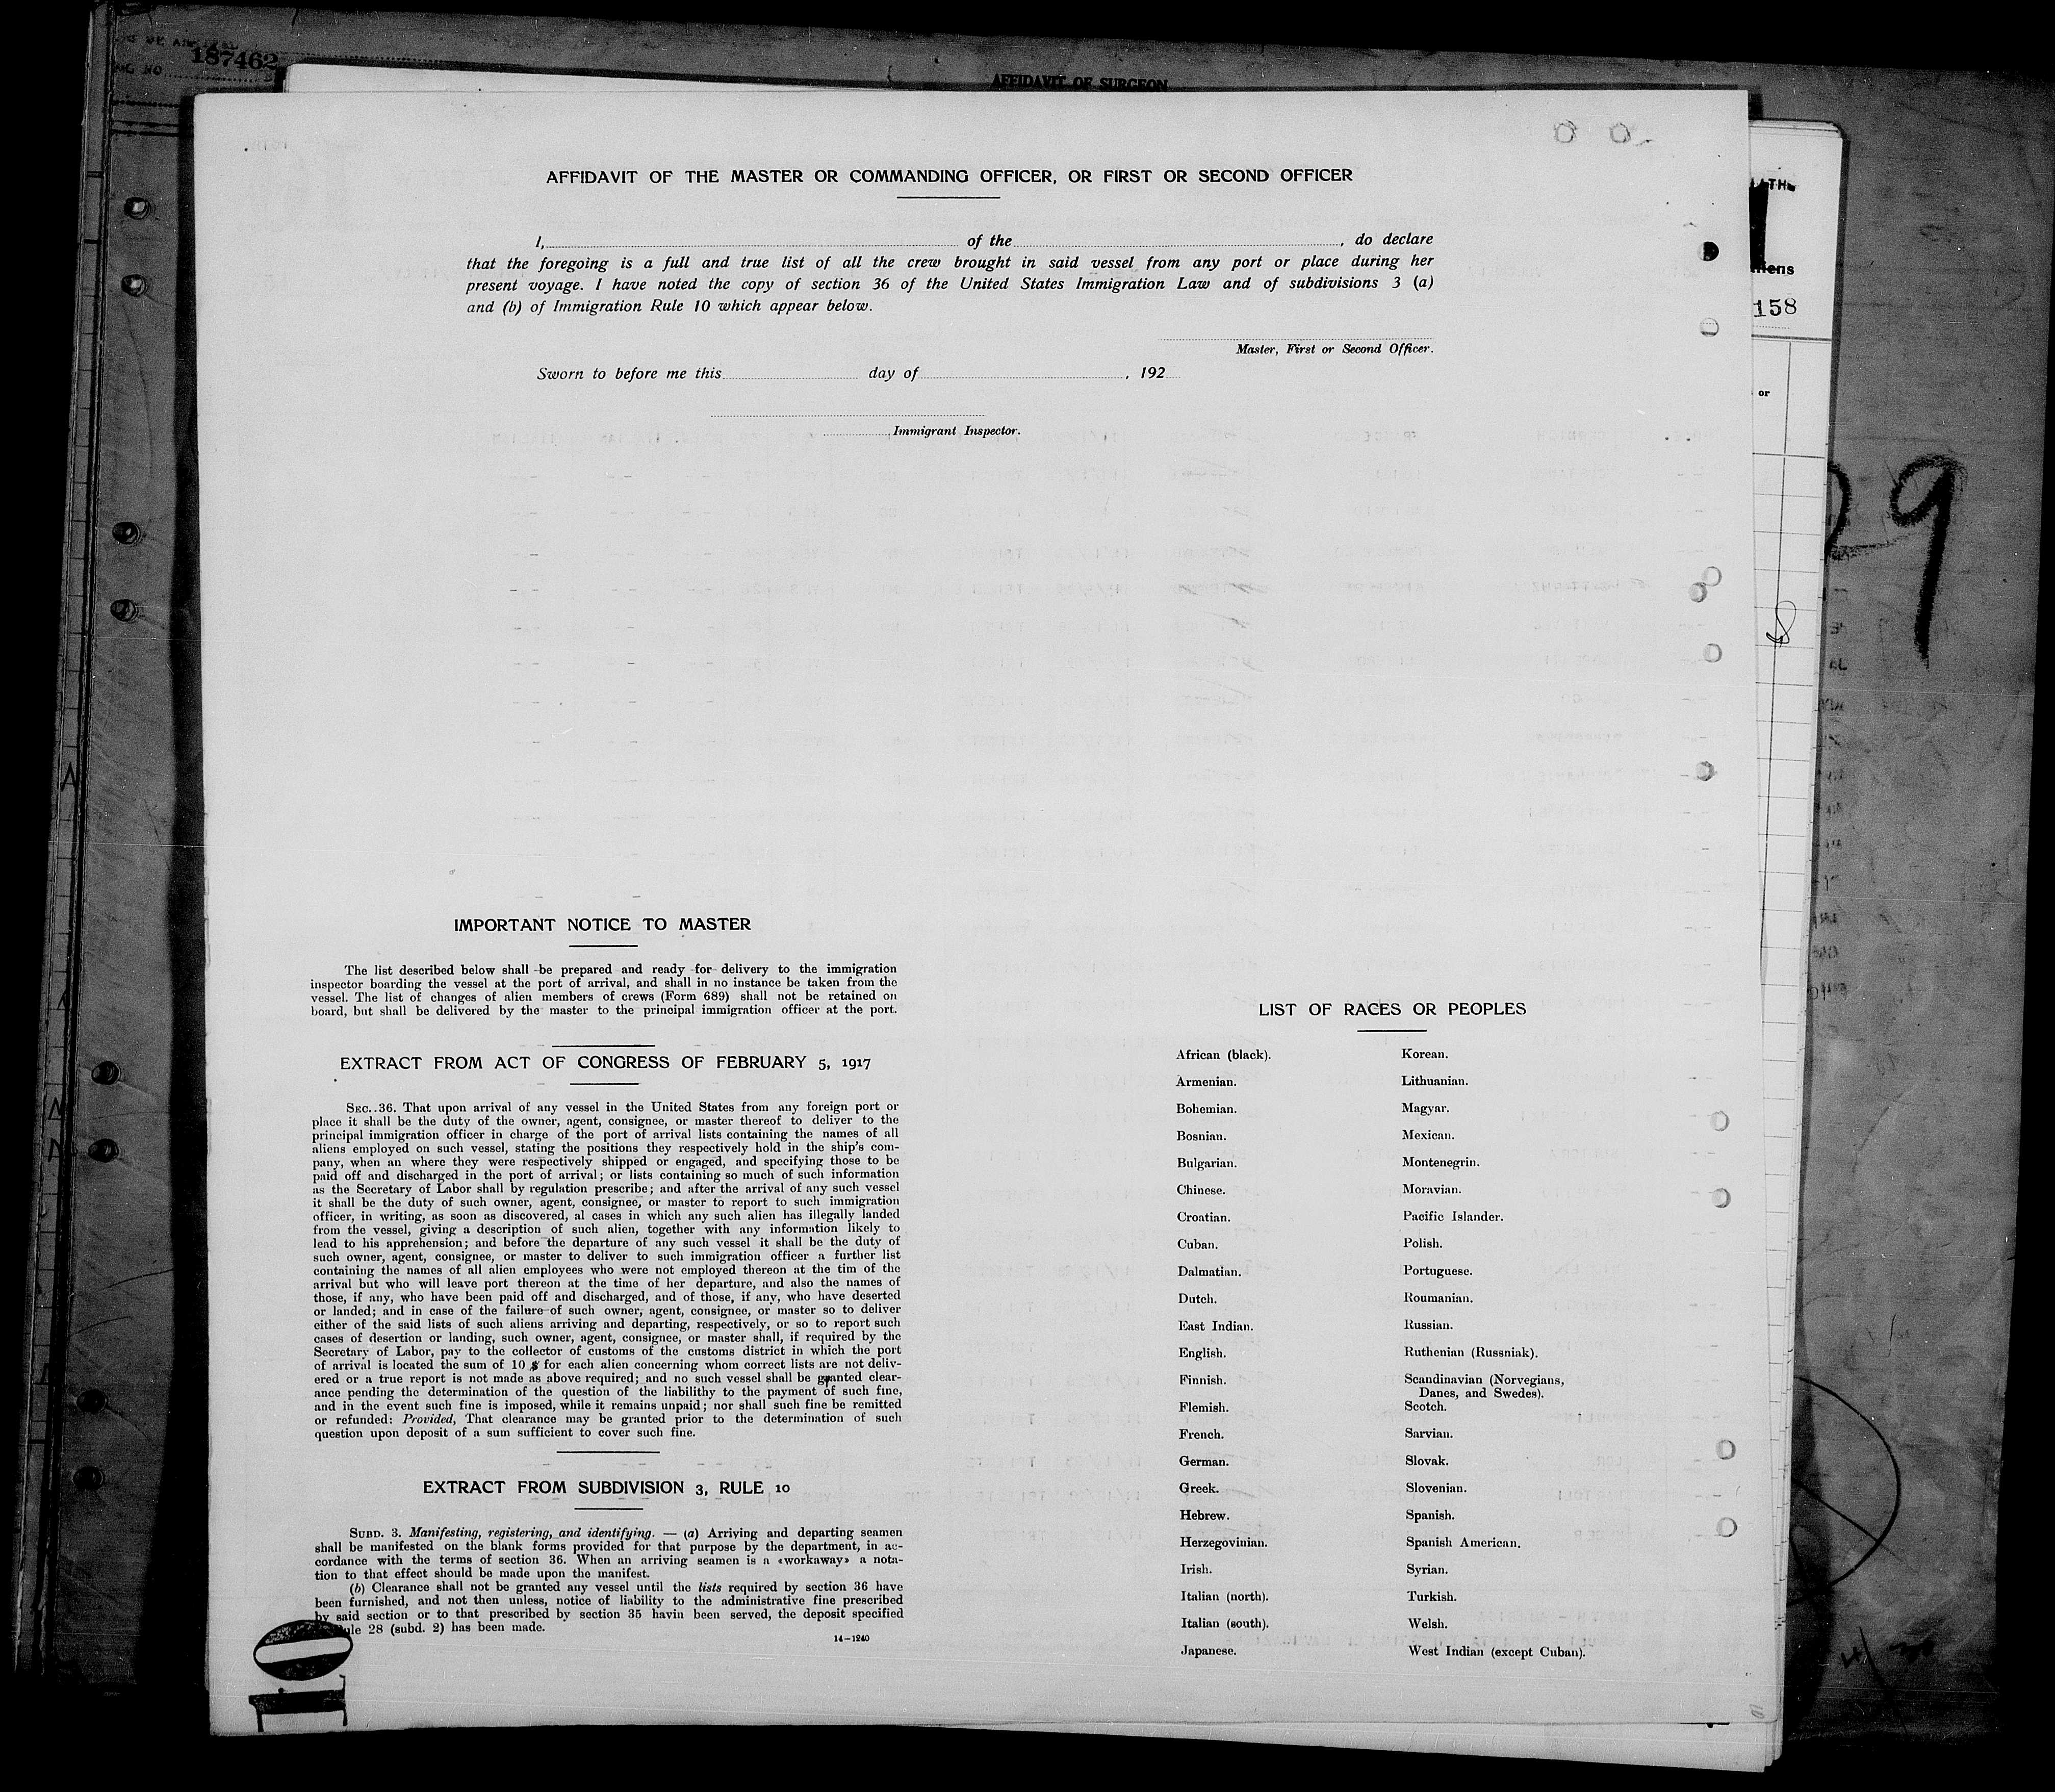 187462
AFFIDAVIT OF SURGEON
AFFIDAVIT OF THE MASTER OR COMMANDING OFFICER, OR FIRST OR SECOND OFFICER
I, of the , do declare
that the foregoing is a full and true list of all the crew brought in said vessel from any port or place during her
present voyage. I have noted the copy of section 36 of the United States Immigration Law and of subdivisions 3 (a)
and (b) of Immigration Rule 10 which appear below.
Master, First or Second Officer.
Sworn to before me this day of , 192
Immigrant Inspector.
158
or
29
IMPORTANT NOTICE TO MASTER
The list described below shall be prepared and ready for delivery to the immigration
inspector boarding the vessel at the port of arrival, and shall in no instance be taken from the
vessel. The list of changes of alien members of crews (Form 689) shall not be retained on
board, but shall be delivered by the master to the principal immigration officer at the port.
EXTRACT FROM ACT OF CONGRESS OF FEBRUARY 5, 1917
SEC. 36. That upon arrival of any vessel in the United States from any foreign port or
place it shall be the duty of the owner, agent, consignee, or master thereof to deliver to the
principal immigration officer in charge of the port of arrival lists containing the names of all
aliens employed on such vessel, stating the positions they respectively hold in the ship's com-
pany, when an where they were respectively shipped or engaged, and specifying those to be
paid off and discharged in the port of arrival; or lists containing so much of such information
as the Secretary of Labor shall by regulation prescribe; and after the arrival of any such vessel
it shall be the duty of such owner, agent, consignee, or master to report to such immigration
officer, in writing, as soon as discovered, al cases in which any such alien has illegally landed
from the vessel, giving a description of such alien, together with any information likely to
lead to his apprehension; and before the departure of any such vessel it shall be the duty of
such owner, agent, consignee, or master to deliver to such immigration officer a further list
containing the names of all alien employees who were not employed thereon at the tim of the
arrival but who will leave port thereon at the time of her departure, and also the names of
those, if any, who have been paid off and discharged, and of those, if any, who have deserted
or landed; and in case of the failure of such owner, agent, consignee, or master so to deliver
either of the said lists of such aliens arriving and departing, respectively, or so to report such
cases of desertion or landing, such owner, agent, consignee, or master shall, if required by the
Secretary of Labor, pay to the collector of customs of the customs district in which the port
of arrival is located the sum of 10 $ for each alien concerning whom correct lists are not deliv-
ered or a true report is not made as above required; and no such vessel shall be granted clear-
ance pending the determination of the question of the liabilithy to the payment of such fine,
and in the event such fine is imposed, while it remains unpaid; nor shall such fine be remitted
or refunded: Provided, That clearance may be granted prior to the determination of such
question upon deposit of a sum sufficient to cover such fine.
EXTRACT FROM SUBDIVISION 3, RULE 10
SUBD. 3. Manifesting, registering, and identifying. — (a) Arriving and departing seamen
shall be manifested on the blank forms provided for that purpose by the department, in ac-
cordance with the terms of section 36. When an arriving seamen is a «workaway» a nota-
tion to that effect should be made upon the manifest.
(b) Clearance shall not be granted any vessel until the lists required by section 36 have
been furnished, and not then unless, notice of liability to the administrative fine prescribed
by said section or to that prescribed by section 35 havin been served, the deposit specified
28 (subd. 2) has been made.
14—1240
10
LIST OF RACES OR PEOPLES
African (black).
Armenian.
Bohemian.
Bosnian.
Bulgarian.
Chinese.
Croatian.
Cuban.
Dalmatian.
Dutch.
East Indian.
English.
Finnish.
Flemish.
French.
German.
Greek.
Hebrew.
Herzegovinian.
Irish.
Italian (north).
Italian (south).
Japanese.
Korean.
Lithuanian.
Magyar.
Mexican.
Montenegrin.
Moravian.
Pacific Islander.
Polish.
Portuguese.
Roumanian.
Russian.
Ruthenian (Russniak).
Scandinavian (Norvegians,
Danes, and Swedes).
Scotch.
Sarvian.
Slovak.
Slovenian.
Spanish.
Spanish American.
Syrian.
Turkish.
Welsh.
West Indian (except Cuban).